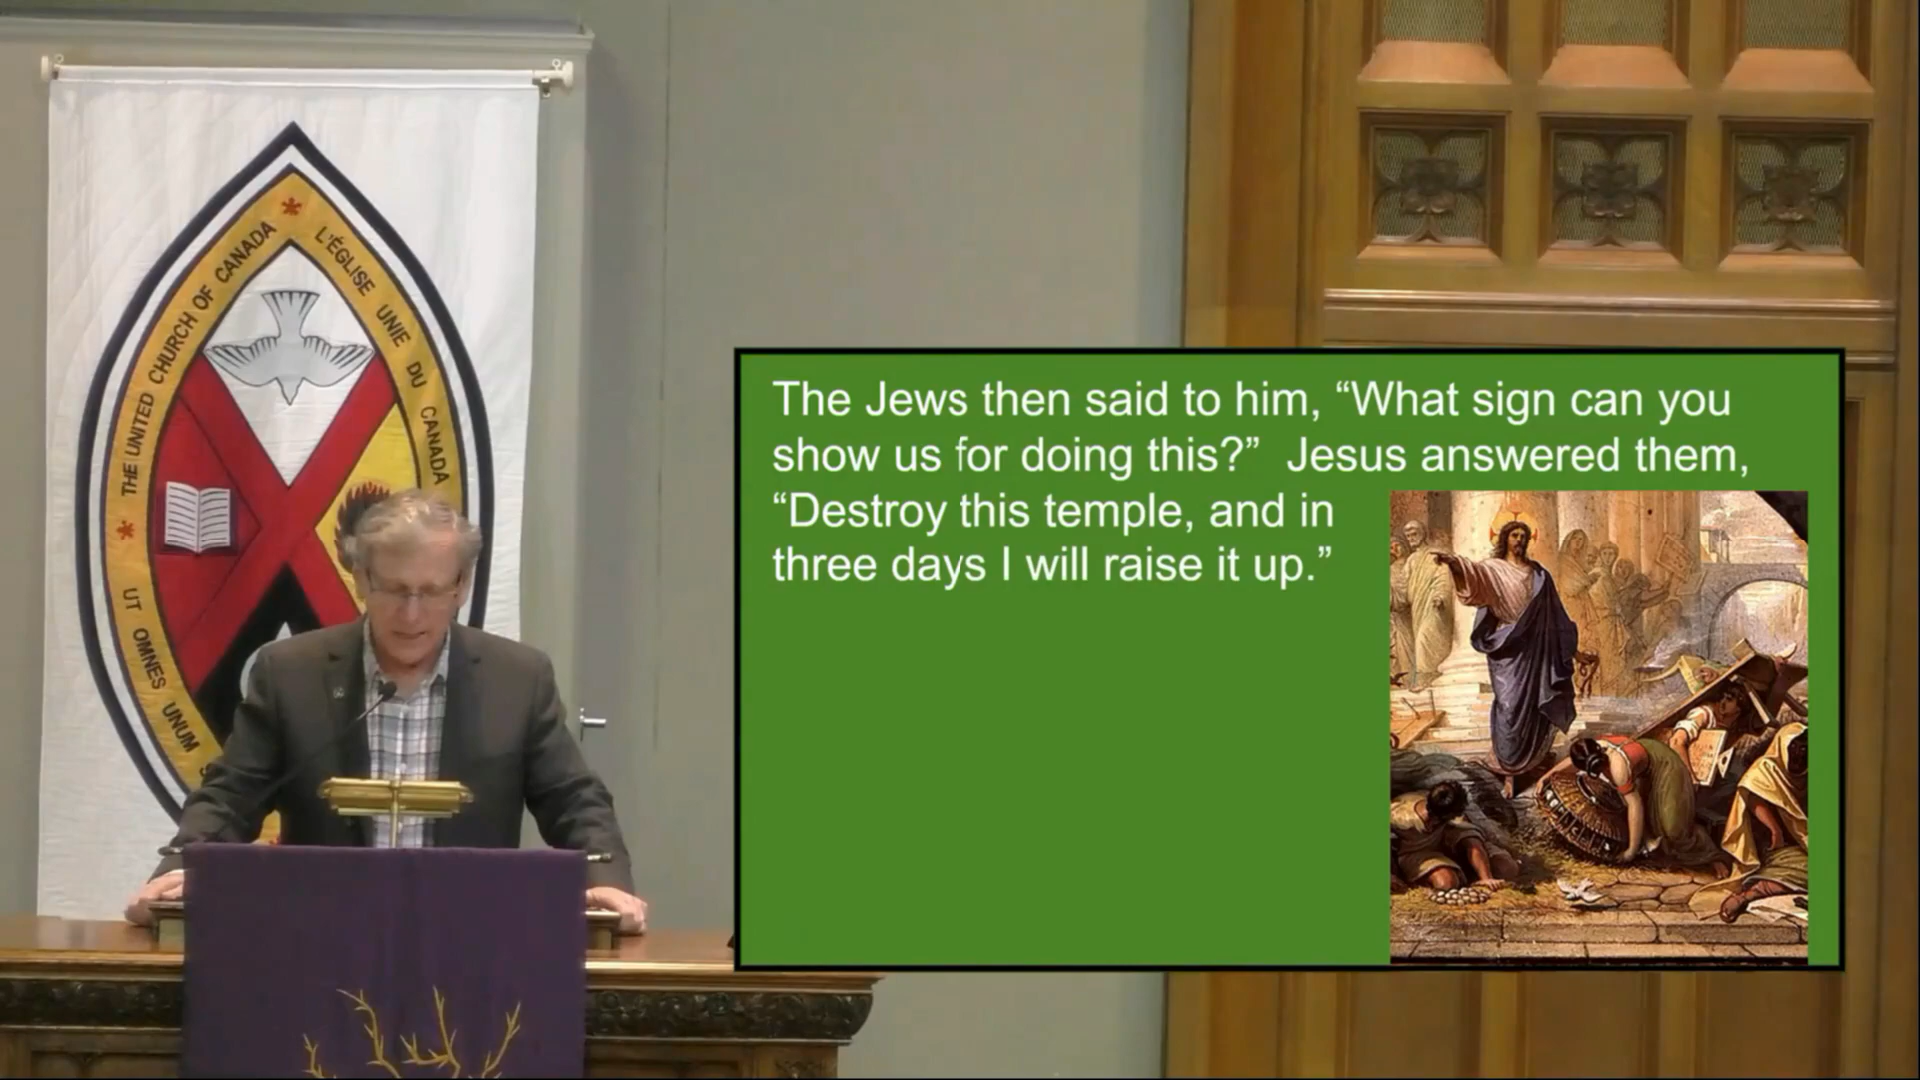 THE UNITED CHURCH OF CANADA
L'ÉGLISE UNIE DU CANADA
UT OMNES UNUM
The Jews then said to him, “What sign can you
show us for doing this?”  Jesus answered them,
“Destroy this temple, and in
three days I will raise it up.”